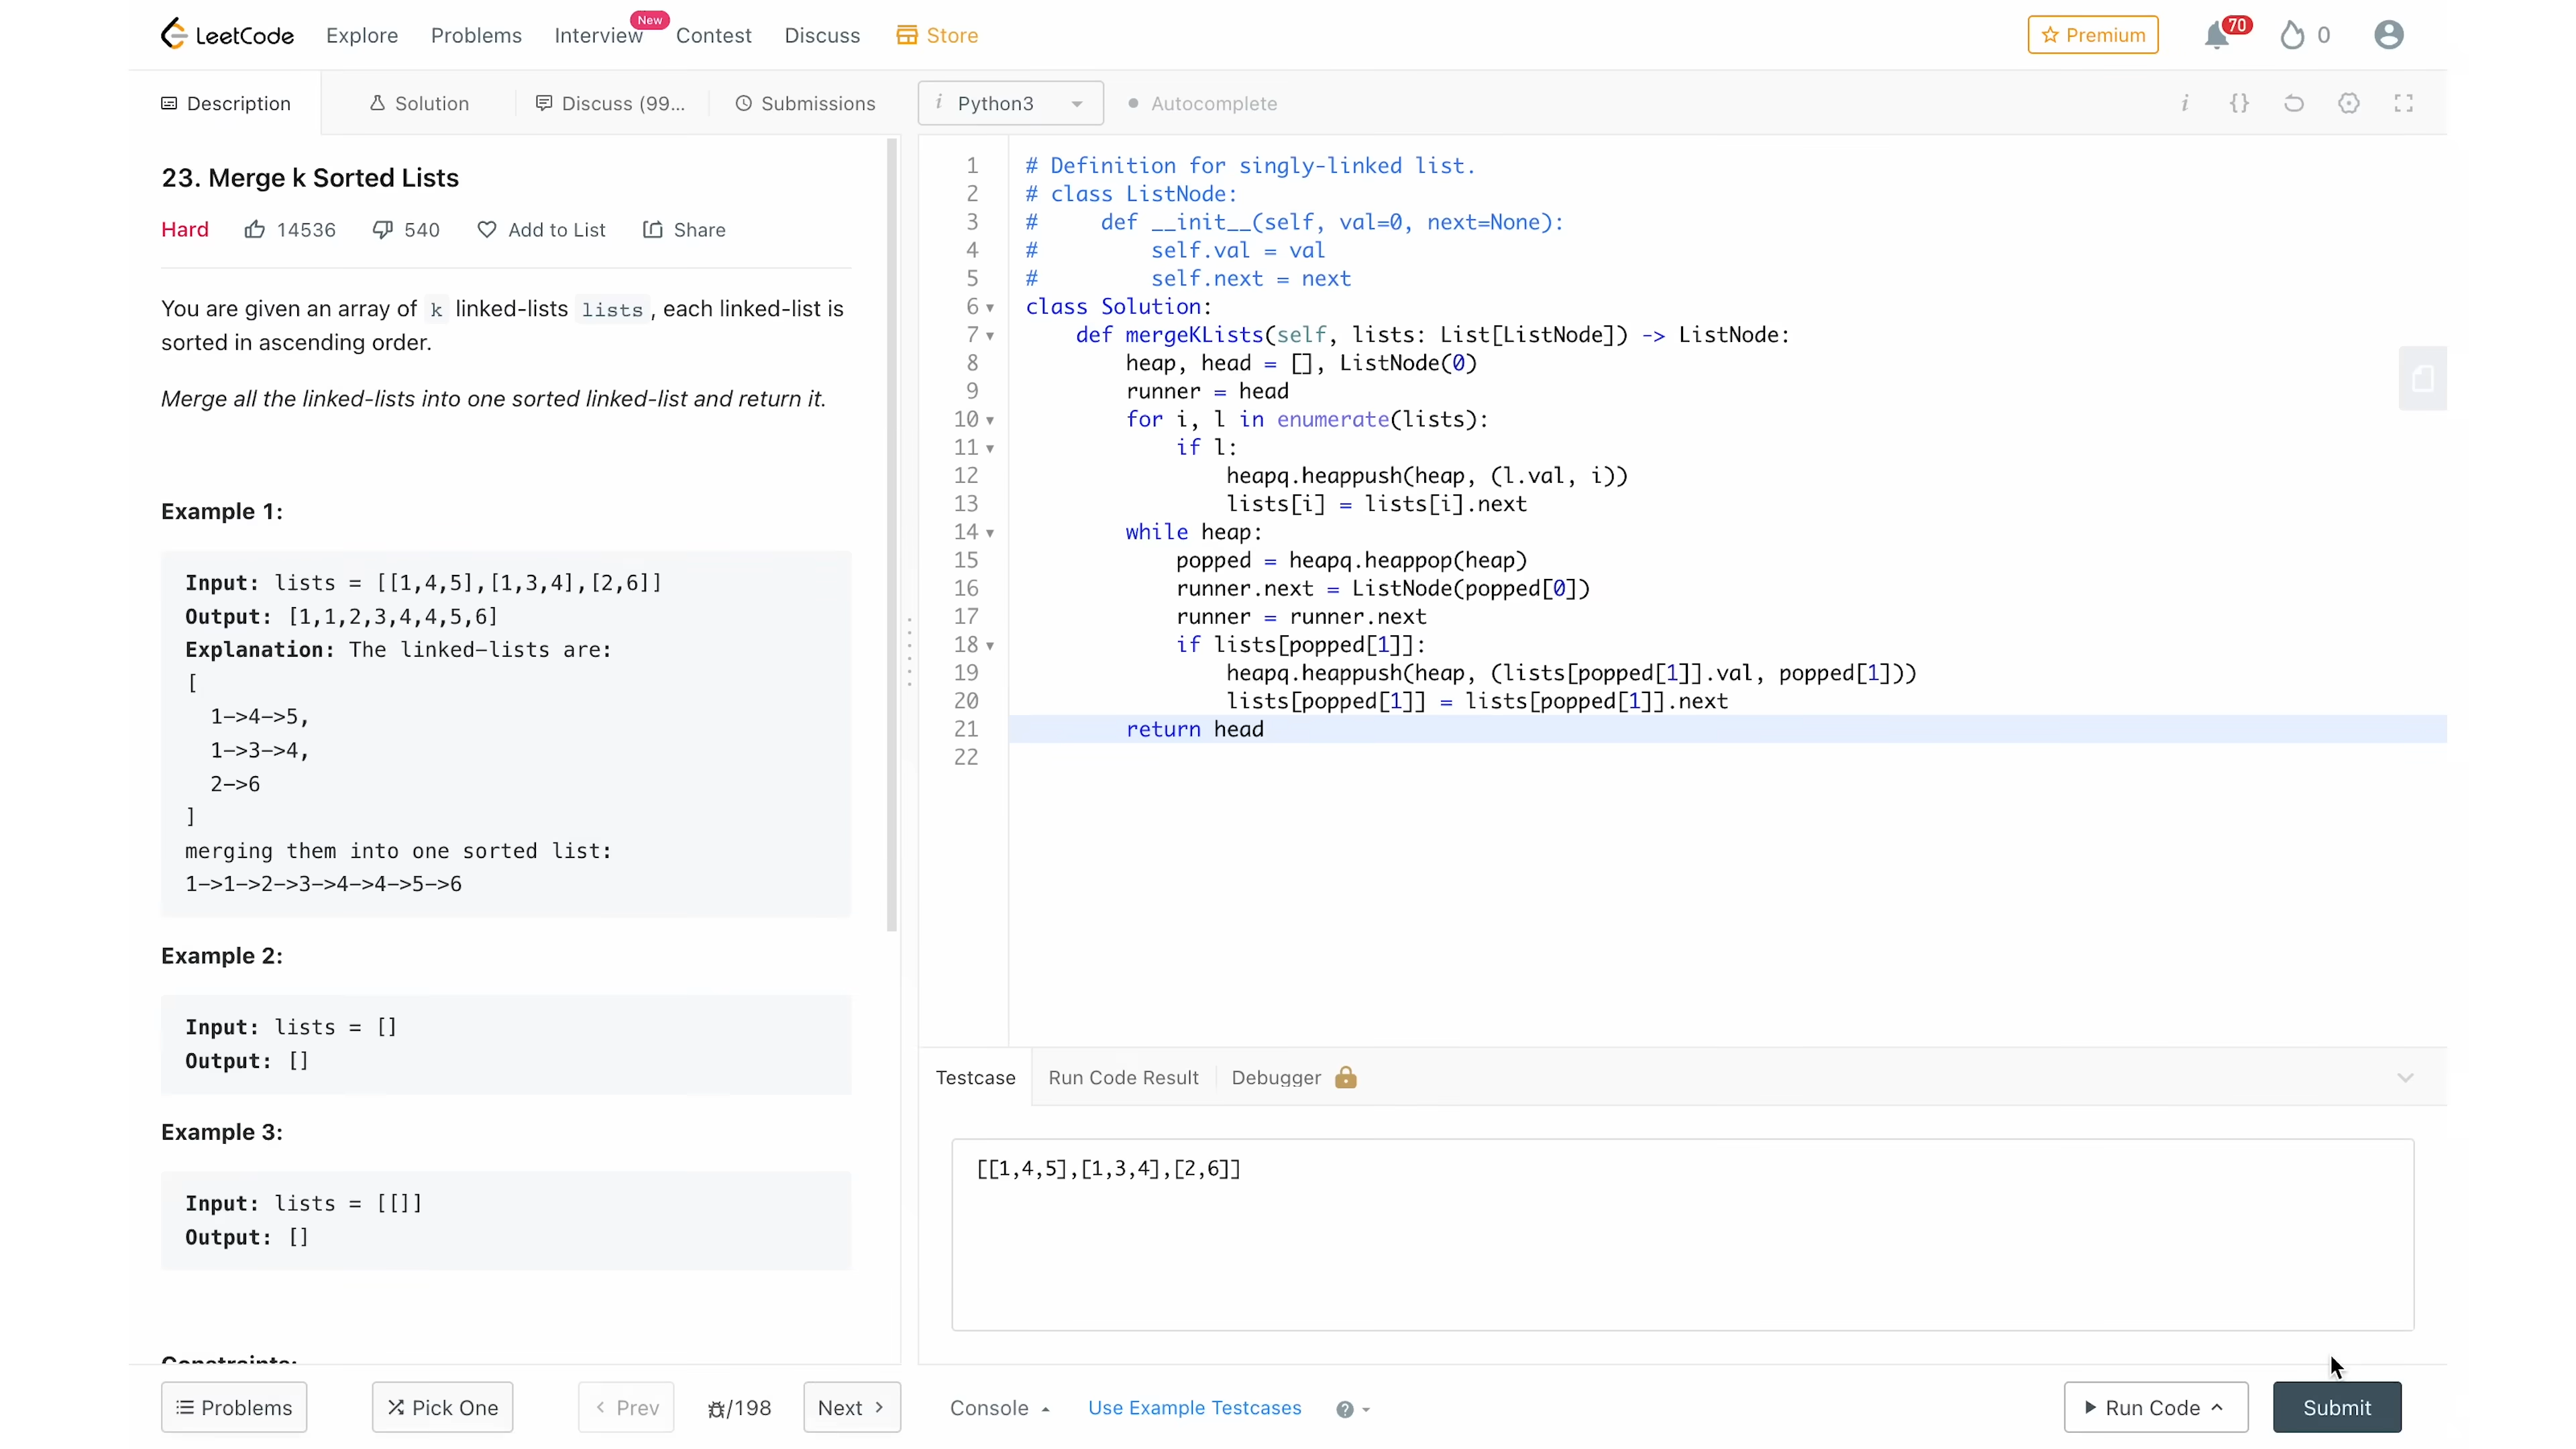 LeetCode Explore Problems Interview New Contest Discuss Store Premium 70 0
Description Solution Discuss (99... Submissions
i Python3 Autocomplete i {}
23. Merge k Sorted Lists
Hard 14536 540 Add to List Share
You are given an array of k linked-lists lists, each linked-list is
sorted in ascending order.
Merge all the linked-lists into one sorted linked-list and return it.
Example 1:
Input: lists = [[1,4,5],[1,3,4],[2,6]]
Output: [1,1,2,3,4,4,5,6]
Explanation: The linked-lists are:
[
  1->4->5,
  1->3->4,
  2->6
]
merging them into one sorted list:
1->1->2->3->4->4->5->6
Example 2:
Input: lists = []
Output: []
Example 3:
Input: lists = [[]]
Output: []
Constraints:
Problems Pick One Prev /198 Next
1 # Definition for singly-linked list.
2 # class ListNode:
3 #     def __init__(self, val=0, next=None):
4 #         self.val = val
5 #         self.next = next
6 class Solution:
7     def mergeKLists(self, lists: List[ListNode]) -> ListNode:
8         heap, head = [], ListNode(0)
9         runner = head
10         for i, l in enumerate(lists):
11             if l:
12                 heapq.heappush(heap, (l.val, i))
13                 lists[i] = lists[i].next
14         while heap:
15             popped = heapq.heappop(heap)
16             runner.next = ListNode(popped[0])
17             runner = runner.next
18             if lists[popped[1]]:
19                 heapq.heappush(heap, (lists[popped[1]].val, popped[1]))
20                 lists[popped[1]] = lists[popped[1]].next
21         return head
22
Testcase Run Code Result Debugger
[[1,4,5],[1,3,4],[2,6]]
Console Use Example Testcases ? Run Code Submit